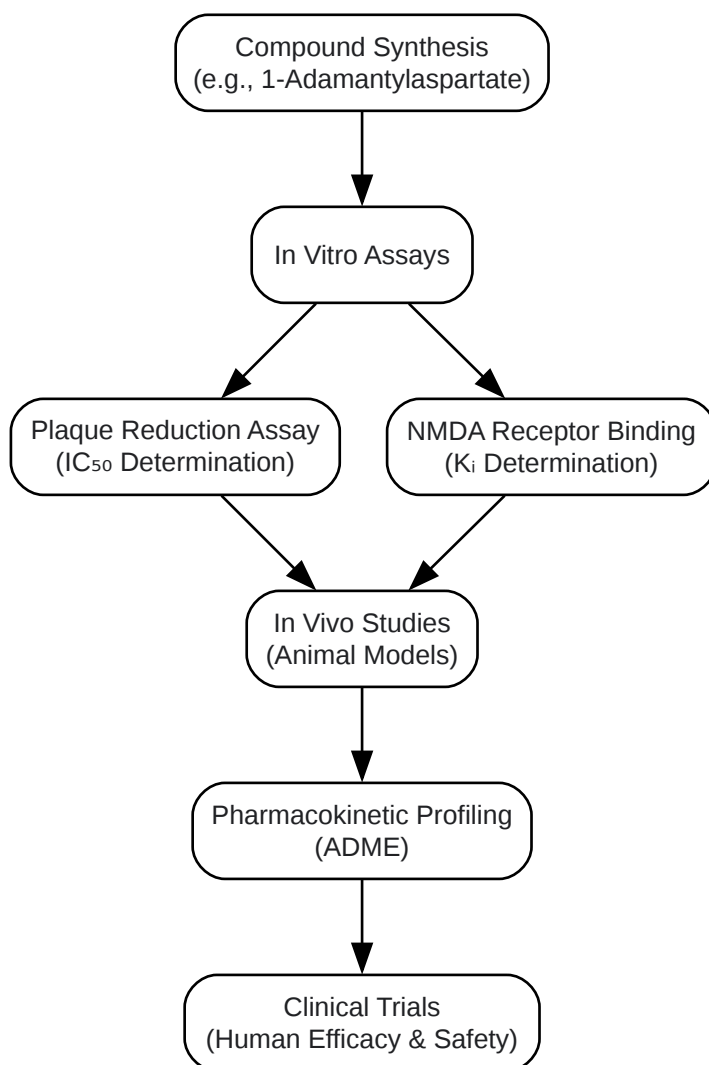 Compound Synthesis
(e.g., 1-Adamantylaspartate)
In Vitro Assays
Plaque Reduction Assay
(IC₅₀ Determination)
NMDA Receptor Binding
(Kᵢ Determination)
In Vivo Studies
(Animal Models)
Pharmacokinetic Profiling
(ADME)
Clinical Trials
(Human Efficacy & Safety)